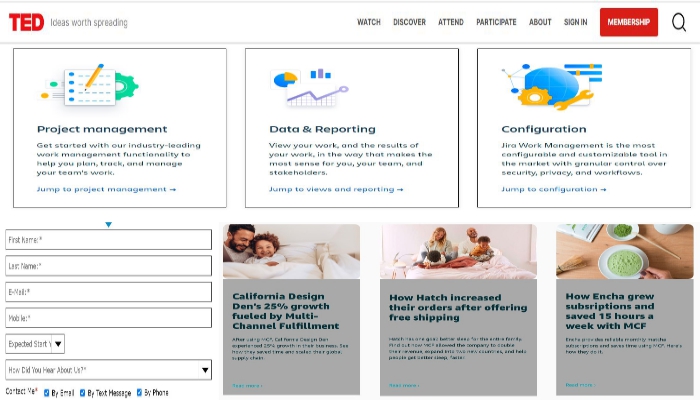 TED Ideas worth spreading
WATCH DISCOVER ATTEND PARTICIPATE ABOUT SIGN IN MEMBERSHIP
Project management
Get started with our industry-leading
work management functionality to
help you plan, track, and manage
your team's work.
Jump to project management →
Data & Reporting
View your work, and the results of
your work, in the way that makes the
most sense for you, your team, and
stakeholders.
Jump to views and reporting →
Configuration
Jira Work Management is the most
configurable and customizable tool in
the market with granular control over
security, privacy, and workflows.
Jump to configuration →
First Name:*
Last Name:*
E-Mail:*
Mobile:*
Expected Start Y
How Did You Hear About Us?*
Contact Me* By Email By Text Message By Phone
California Design
Den's 25% growth
fueled by Multi-
Channel Fulfillment
After using MCF, California Design Den
experienced 25% growth in their business. See
how they saved time and scaled their global
supply chain.
Read more ›
How Hatch increased
their orders after offering
free shipping
Hatch has one goal: better sleep for the entire family.
Find out how MCF allowed the company to double
their revenue, expand into two new countries, and help
people get better sleep, faster.
Read more ›
How Encha grew
subsriptions and
saved 15 hours a
week with MCF
Encha provides reliable monthly matcha
subscriptions and saves time using MCF. Here's
how they do it.
Read more ›